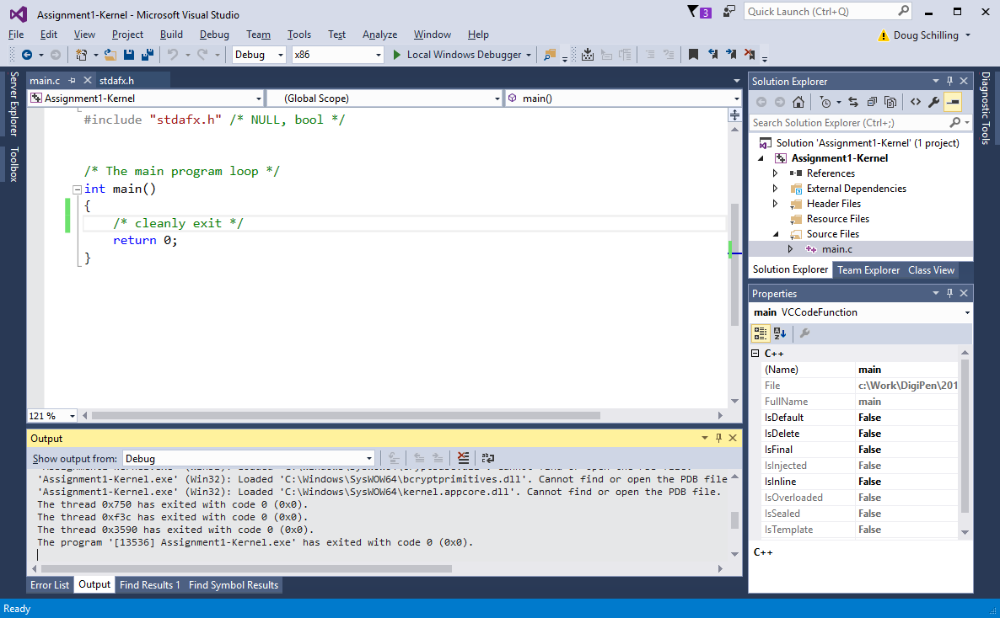 Assignment1-Kernel - Microsoft Visual Studio
3
Quick Launch (Ctrl+Q)
File Edit View Project Build Debug Team Tools Test Analyze Window Help
Doug Schilling
Debug x86 Local Windows Debugger
Server Explorer
Toolbox
main.c stdafx.h
Assignment1-Kernel (Global Scope) main()
#include "stdafx.h" /* NULL, bool */
/* The main program loop */
int main()
{
/* cleanly exit */
return 0;
}
121 %
Output
Show output from: Debug
'Assignment1-Kernel.exe' (Win32): Loaded 'C:\Windows\SysWOW64\bcryptprimitives.dll'. Cannot find or open the PDB file
'Assignment1-Kernel.exe' (Win32): Loaded 'C:\Windows\SysWOW64\kernel.appcore.dll'. Cannot find or open the PDB file.
The thread 0x750 has exited with code 0 (0x0).
The thread 0xf3c has exited with code 0 (0x0).
The thread 0x3590 has exited with code 0 (0x0).
The program '[13536] Assignment1-Kernel.exe' has exited with code 0 (0x0).
Error List Output Find Results 1 Find Symbol Results
Solution Explorer
Search Solution Explorer (Ctrl+;)
Solution 'Assignment1-Kernel' (1 project)
Assignment1-Kernel
References
External Dependencies
Header Files
Resource Files
Source Files
main.c
Solution Explorer Team Explorer Class View
Properties
main VCCodeFunction
C++
(Name) main
File c:\Work\DigiPen\201
FullName main
IsDefault False
IsDelete False
IsFinal False
IsInjected False
IsInline False
IsOverloaded False
IsSealed False
IsTemplate False
C++
Diagnostic Tools
Ready